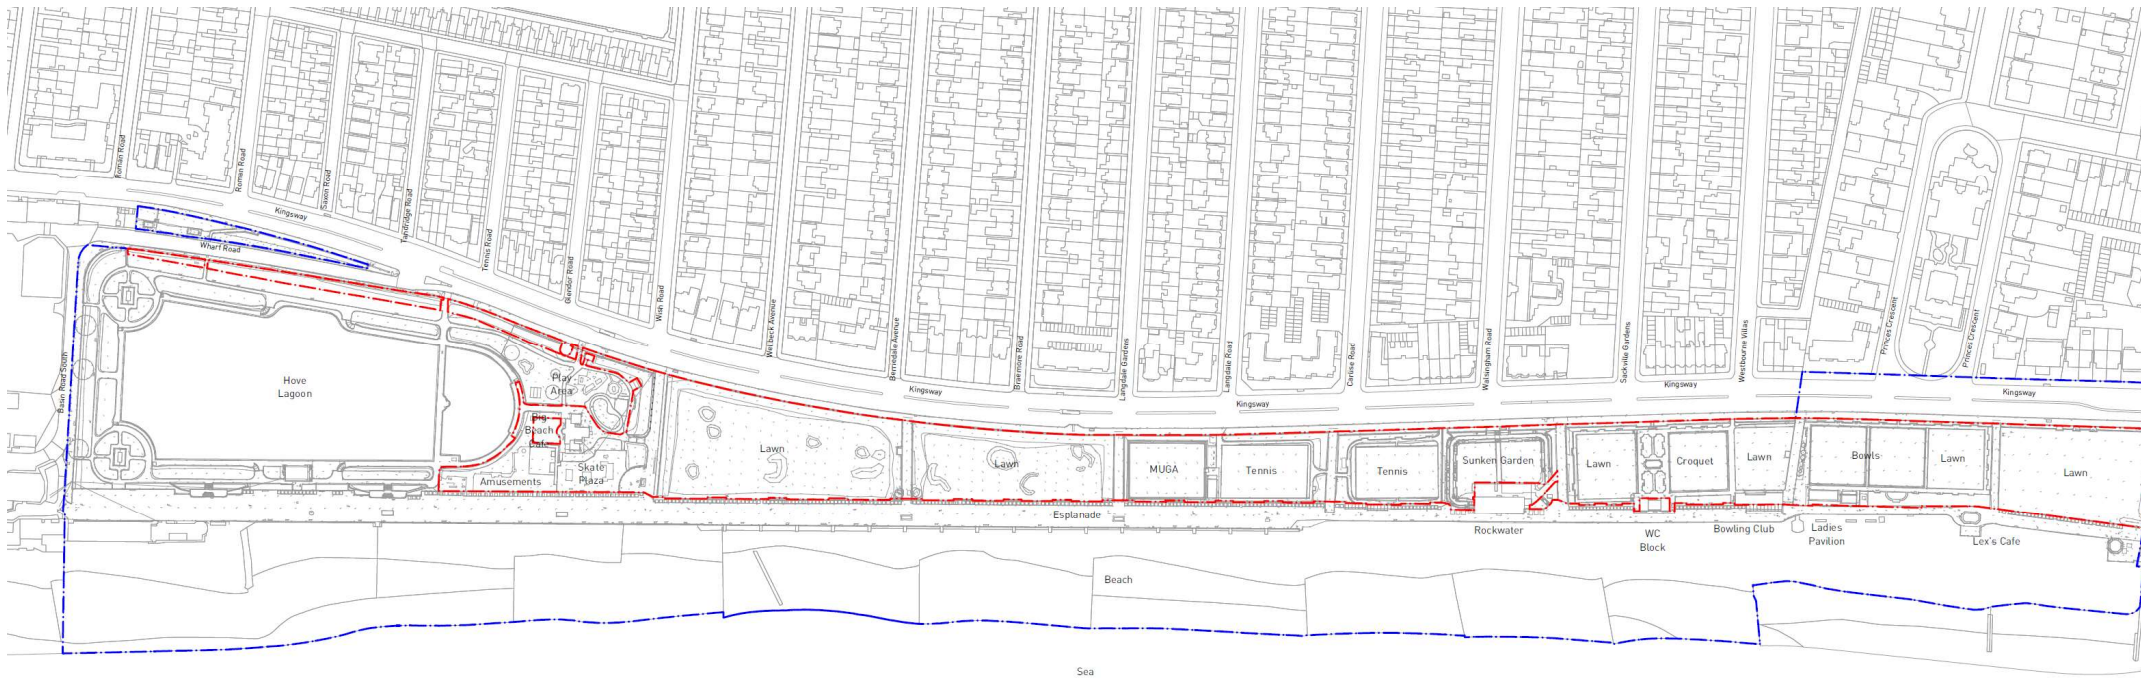 Roman Road
Roman Road
Saxon Road
Tandridge Road
Tennis Road
Glendor Road
Wish Road
Welbeck Avenue
Berriedale Avenue
Braemore Road
Langdale Gardens
Langdale Road
Carlisle Road
Walsingham Road
Sackville Gardens
Westbourne Villas
Princes Crescent
Princes Crescent
Kingsway
Kingsway
Kingsway
Kingsway
Kingsway
Wharf Road
Basin Road South
Hove
Lagoon
Play
Area
Big
Beach
Cafe
Skate
Plaza
Amusements
Lawn
Lawn
MUGA
Tennis
Tennis
Sunken Garden
Lawn
Croquet
Lawn
Bowls
Lawn
Lawn
Esplanade
Rockwater
WC
Block
Bowling Club
Ladies
Pavilion
Lex's Cafe
Beach
Sea